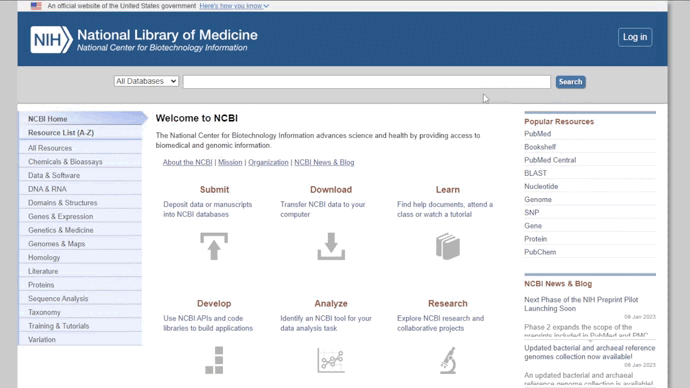 An official website of the United States government Here's how you know
NIH National Library of Medicine
National Center for Biotechnology Information
Log in
All Databases
Search
NCBI Home
Resource List (A-Z)
All Resources
Chemicals & Bioassays
Data & Software
DNA & RNA
Domains & Structures
Genes & Expression
Genetics & Medicine
Genomes & Maps
Homology
Literature
Proteins
Sequence Analysis
Taxonomy
Training & Tutorials
Variation
Welcome to NCBI
The National Center for Biotechnology Information advances science and health by providing access to
biomedical and genomic information.
About the NCBI | Mission | Organization | NCBI News & Blog
Submit
Deposit data or manuscripts
into NCBI databases
Download
Transfer NCBI data to your
computer
Learn
Find help documents, attend a
class or watch a tutorial
Develop
Use NCBI APIs and code
libraries to build applications
Analyze
Identify an NCBI tool for your
data analysis task
Research
Explore NCBI research and
collaborative projects
Popular Resources
PubMed
Bookshelf
PubMed Central
BLAST
Nucleotide
Genome
SNP
Gene
Protein
PubChem
NCBI News & Blog
Next Phase of the NIH Preprint Pilot
Launching Soon
09 Jan 2023
Phase 2 expands the scope of the
preprints included in PubMed and PMC
Updated bacterial and archaeal reference
genomes collection now available!
06 Jan 2023
An updated bacterial and archaeal
reference genome collection is available!